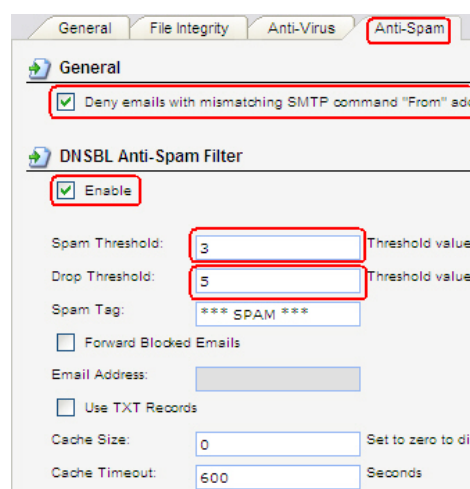 General File Integrity Anti-Virus Anti-Spam
General
Deny emails with mismatching SMTP command "From"
DNSBL Anti-Spam Filter
Enable
Spam Threshold: 3 Threshold value
Drop Threshold: 5 Threshold value
Spam Tag: *** SPAM ***
Forward Blocked Emails
Email Address:
Use TXT Records
Cache Size: 0 Set to zero to
Cache Timeout: 600 Seconds